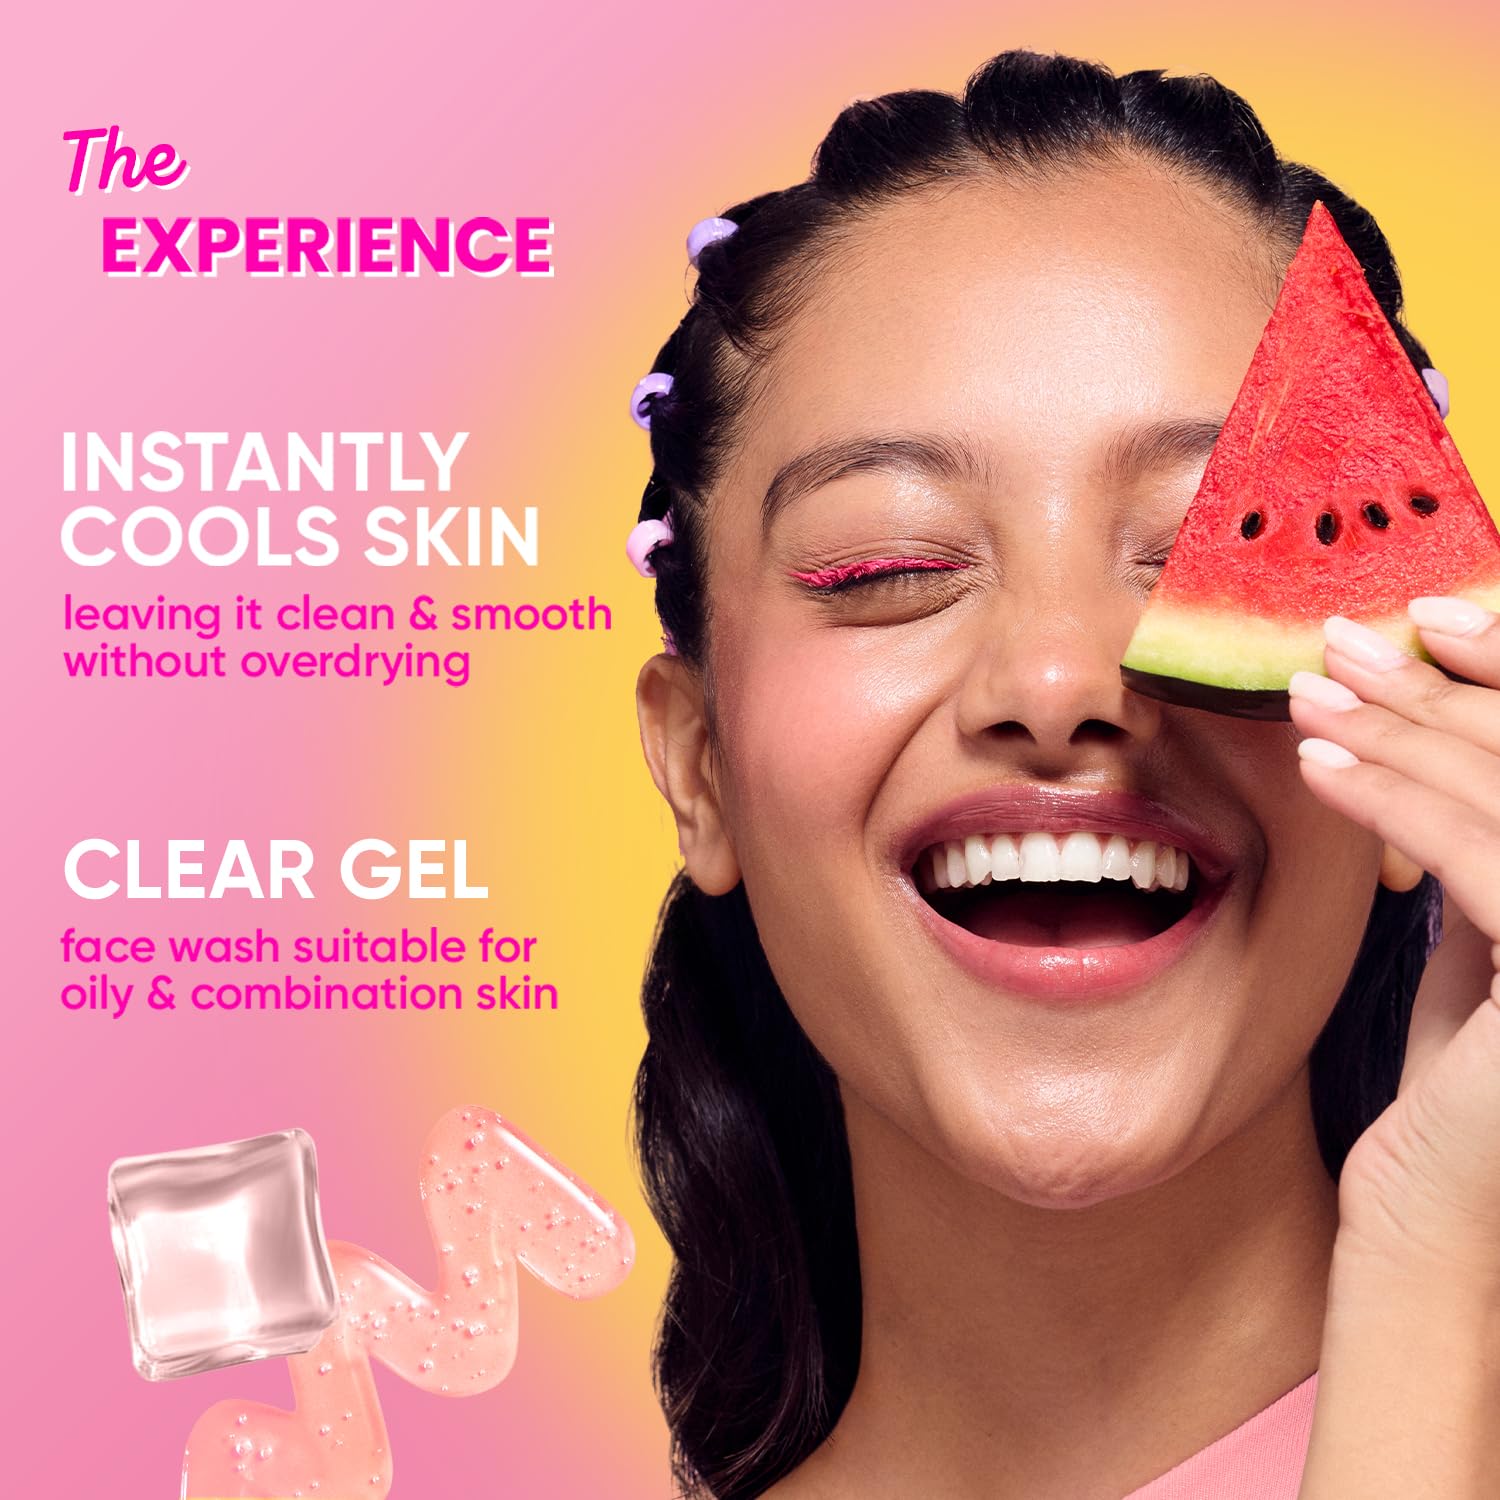 The
EXPERIENCE
INSTANTLY
COOLS SKIN
leaving it clean & smooth
without overdrying
CLEAR GEL
face wash suitable for
oily & combination skin